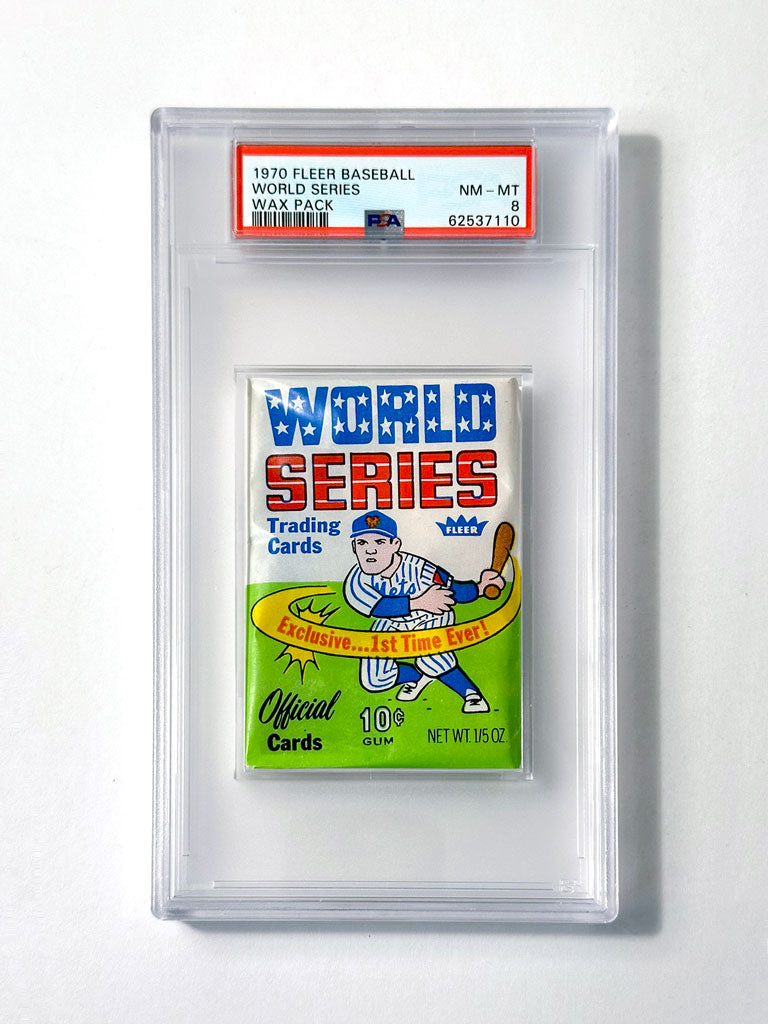 1970 FLEER BASEBALL
WORLD SERIES NM - MT
WAX PACK 8
PSA 62537110
WORLD
SERIES
Trading
Cards
FLEER
Mets
Exclusive...1st Time Ever!
Official
Cards
10¢
GUM
NET WT. 1/5 OZ.